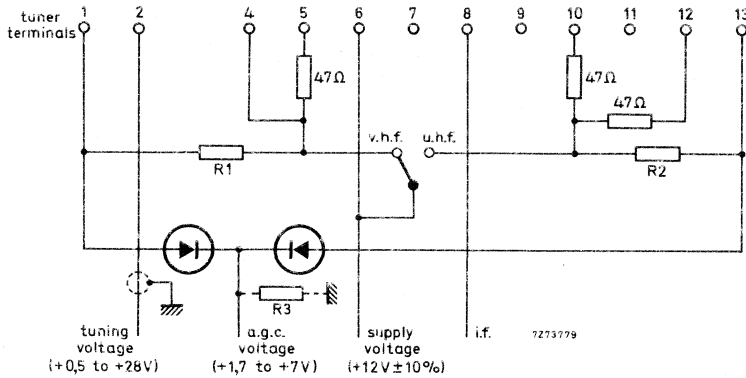 tuner
terminals
1 2 4 5 6 7 8 9 10 11 12 13
47Ω
47Ω
v.h.f. u.h.f.
R1
R2
R3
tuning
voltage
(+0,5 to +28V)
a.g.c.
voltage
(+1,7 to +7V)
supply
voltage
(+12V±10%)
i.f.
7Z73779